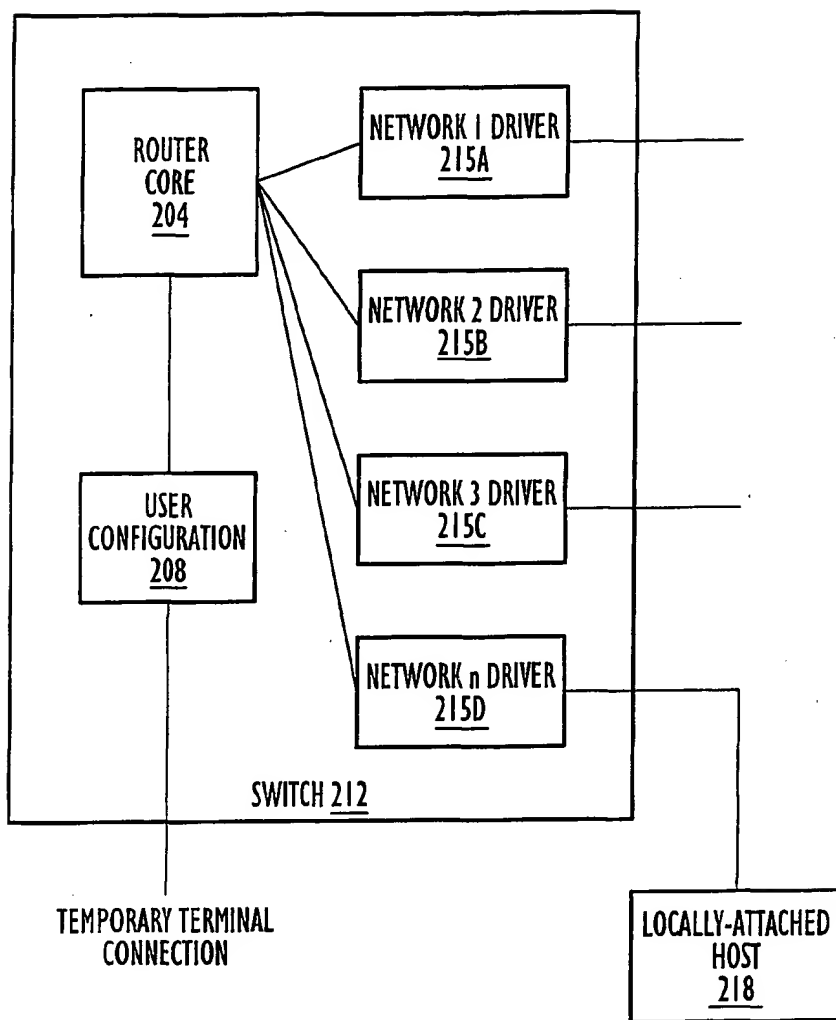 ROUTER
CORE
204
NETWORK 1 DRIVER
215A
NETWORK 2 DRIVER
215B
NETWORK 3 DRIVER
215C
NETWORK n DRIVER
215D
USER
CONFIGURATION
208
SWITCH 212
TEMPORARY TERMINAL
CONNECTION
LOCALLY-ATTACHED
HOST
218